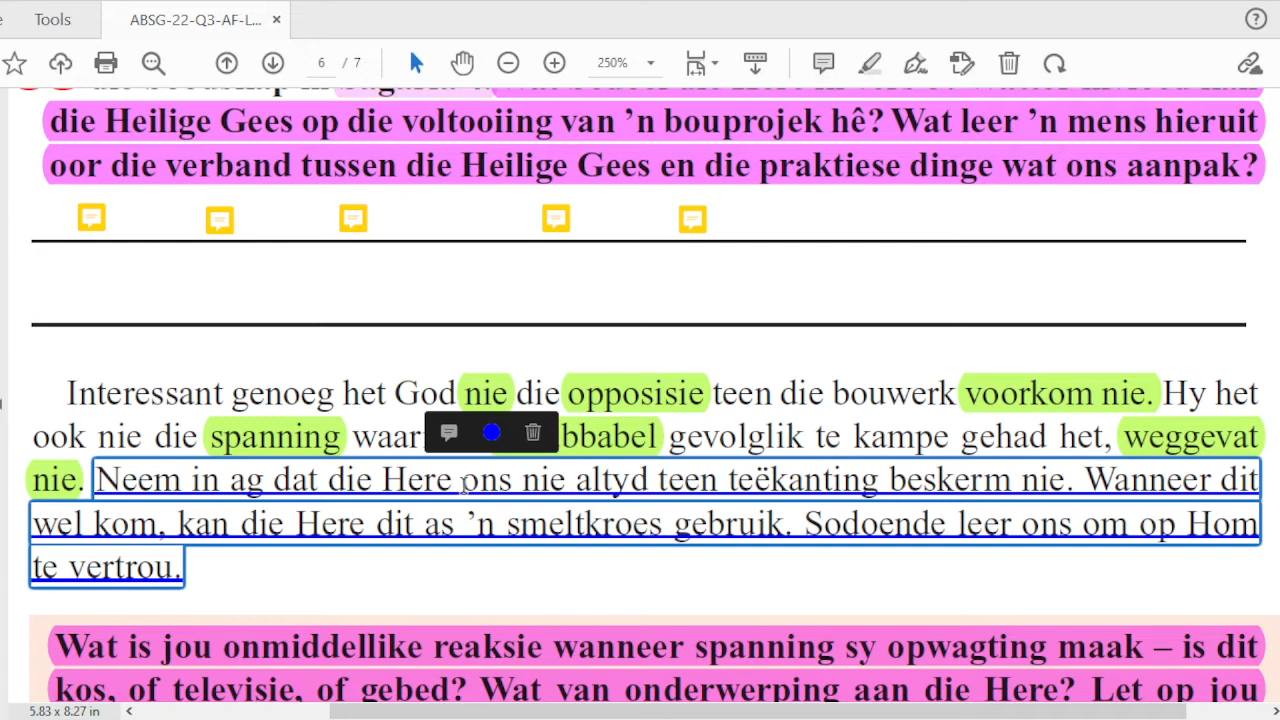 Tools
ABSG-22-Q3-AF-L... ×
6 / 7
250%
die Heilige Gees op die voltooiing van ’n bouprojek hê? Wat leer ’n mens hieruit
oor die verband tussen die Heilige Gees en die praktiese dinge wat ons aanpak?
Interessant genoeg het God nie die opposisie teen die bouwerk voorkom nie. Hy het
ook nie die spanning waar bbabel gevolglik te kampe gehad het, weggevat
nie. Neem in ag dat die Here ons nie altyd teen teëkanting beskerm nie. Wanneer dit
wel kom, kan die Here dit as ’n smeltkroes gebruik. Sodoende leer ons om op Hom
te vertrou.
Wat is jou onmiddellike reaksie wanneer spanning sy opwagting maak – is dit
kos, of televisie, of gebed? Wat van onderwerping aan die Here? Let op jou
5.83 x 8.27 in